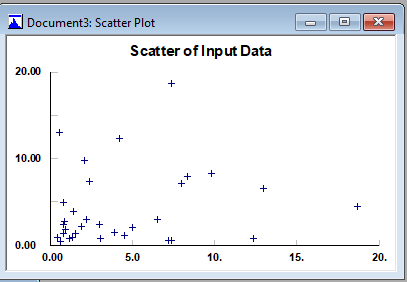 Document3: Scatter Plot
Scatter of Input Data
20.00
10.00
0.00
0.00 5.0 10. 15. 20.